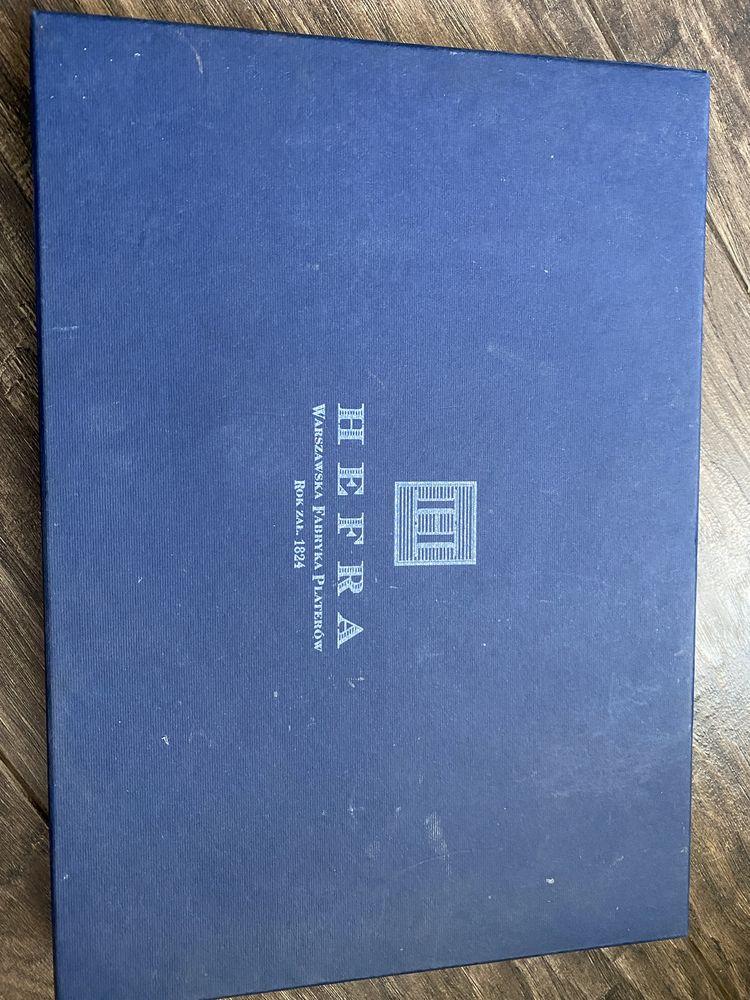 H
HEFRA
WARSZAWSKA FABRYKA PLATERÓW
ROK ZAŁ. 1824